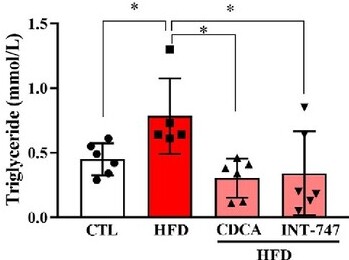 * *
*
Triglyceride (mmol/L)
1.5
1.0
0.5
0.0
CTL HFD CDCA INT-747
HFD